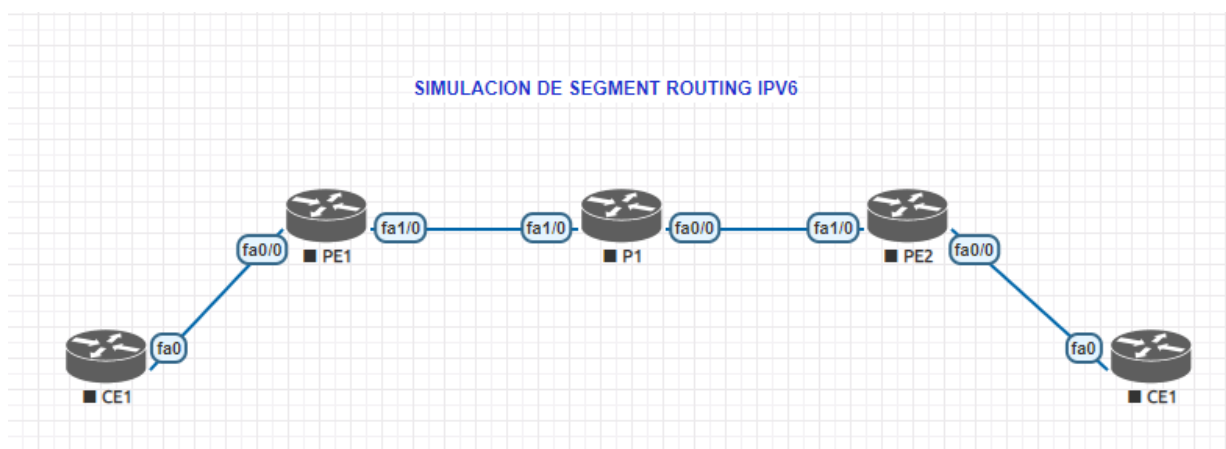 SIMULACION DE SEGMENT ROUTING IPV6
fa1/0
fa1/0
fa0/0
fa1/0
fa0/0
PE1
P1
PE2
fa0/0
fa0
fa0
CE1
CE1